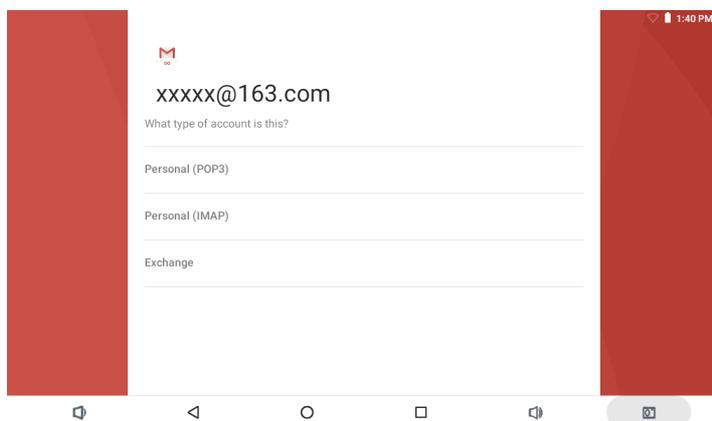 1:40 PM
xxxxx@163.com
What type of account is this?
Personal (POP3)
Personal (IMAP)
Exchange